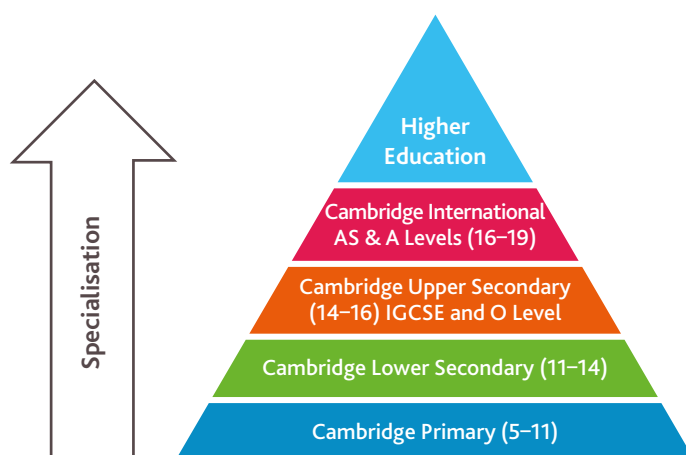 Higher
Education
Cambridge International
AS & A Levels (16–19)
Cambridge Upper Secondary
(14–16) IGCSE and O Level
Cambridge Lower Secondary (11–14)
Cambridge Primary (5–11)
Specialisation